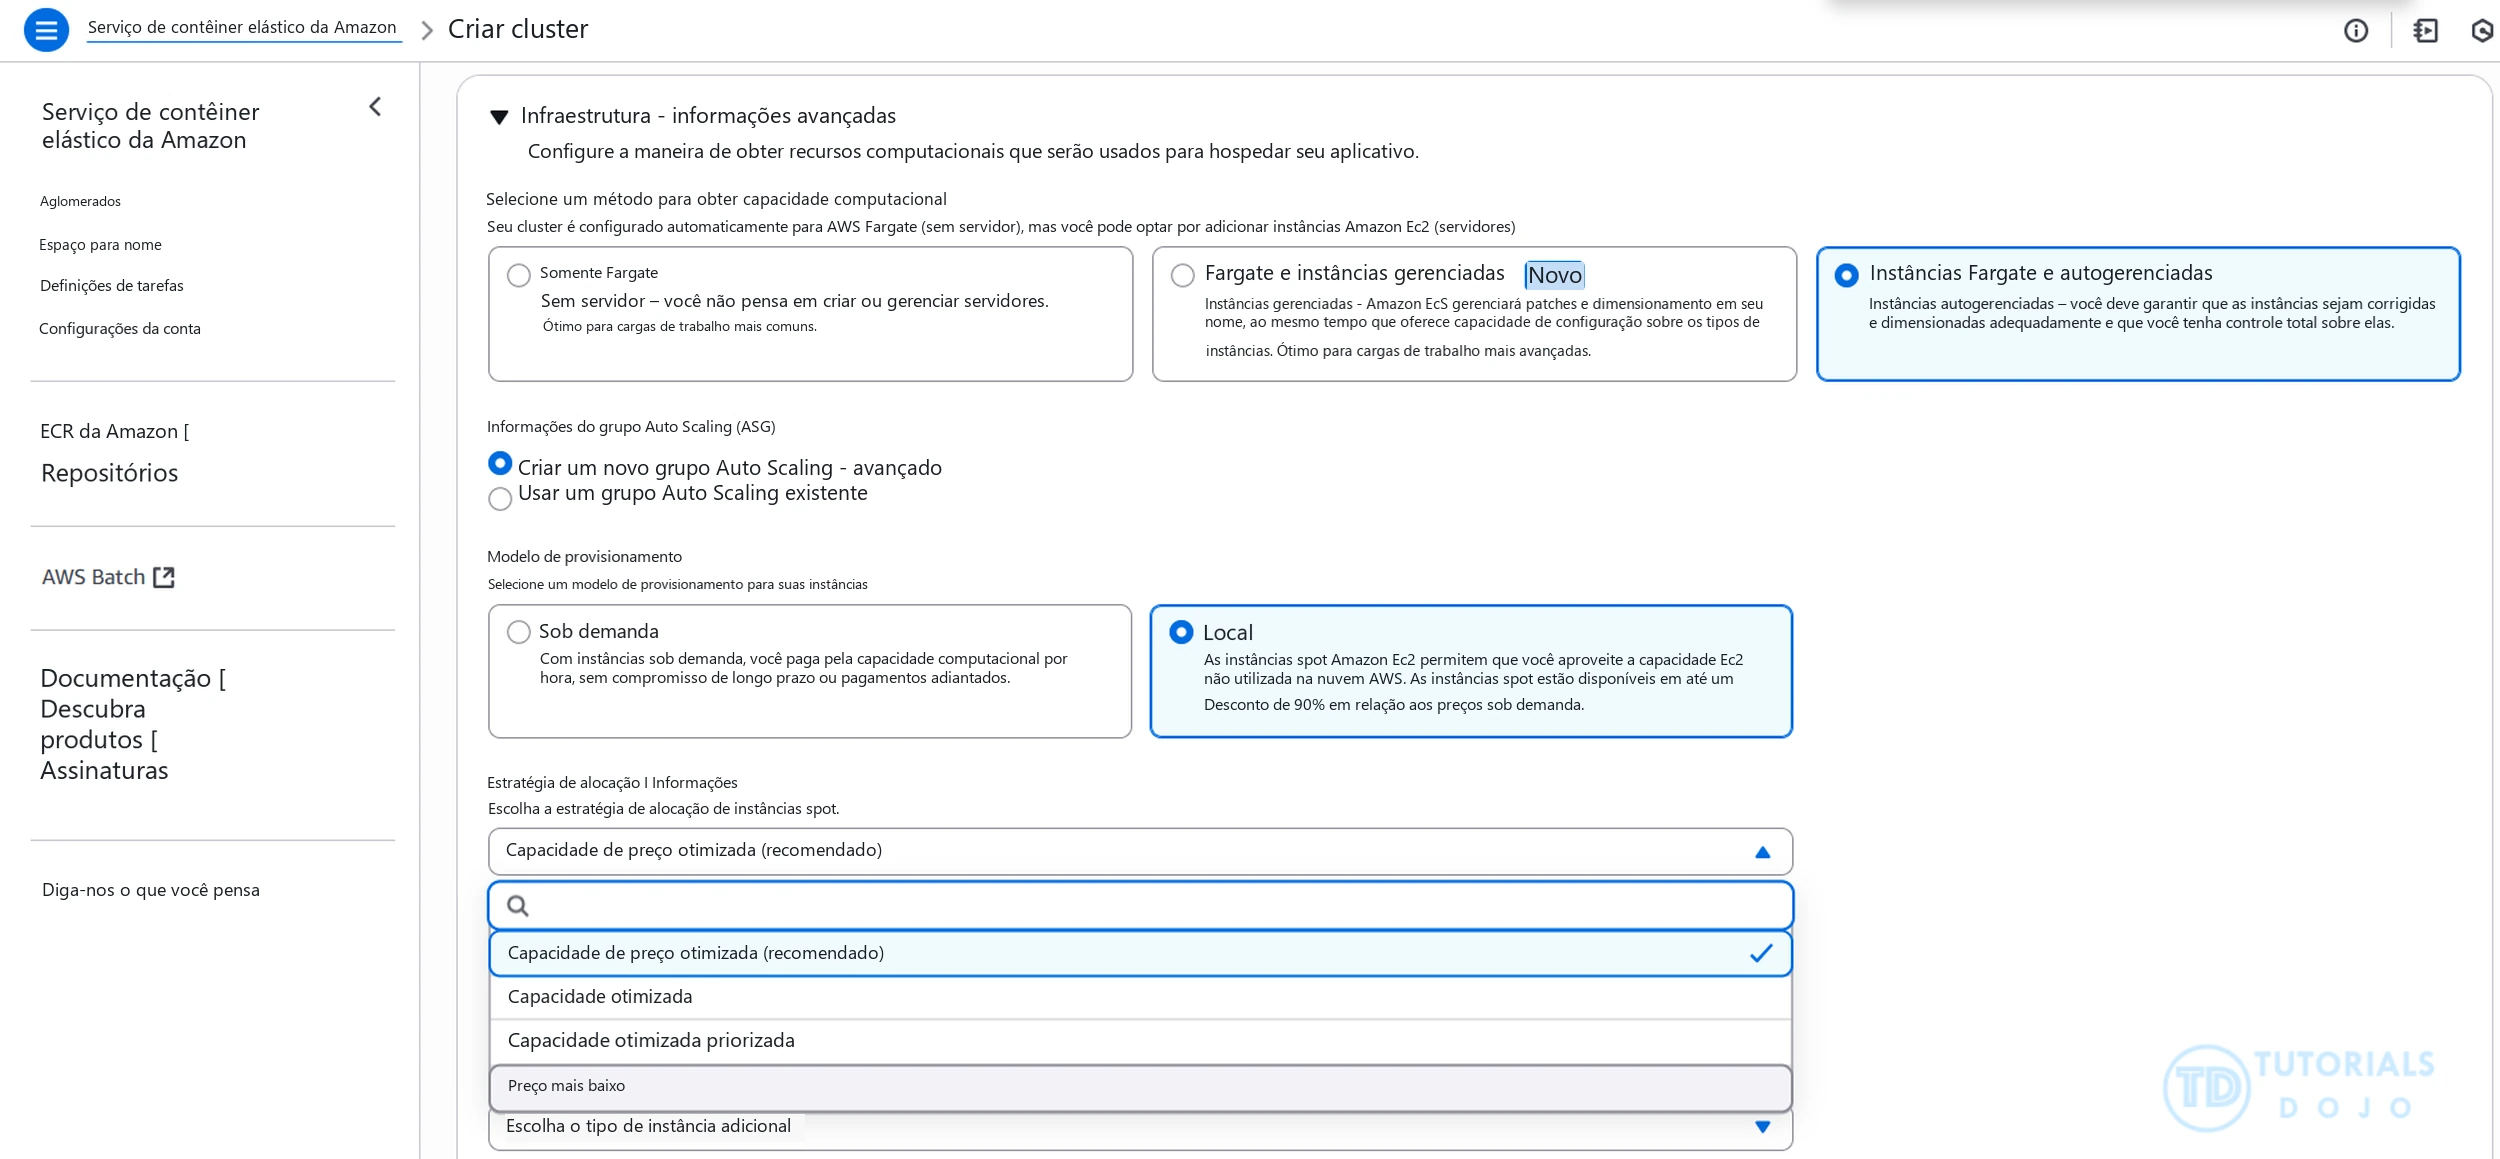 Serviço de contêiner elástico da Amazon
Criar cluster
Serviço de contêiner
elástico da Amazon
Aglomerados
Espaço para nome
Definições de tarefas
Configurações da conta
ECR da Amazon [
Repositórios
AWS Batch
Documentação [
Descubra
produtos [
Assinaturas
Diga-nos o que você pensa
Infraestrutura - informações avançadas
Configure a maneira de obter recursos computacionais que serão usados para hospedar seu aplicativo.
Selecione um método para obter capacidade computacional
Seu cluster é configurado automaticamente para AWS Fargate (sem servidor), mas você pode optar por adicionar instâncias Amazon Ec2 (servidores)
Somente Fargate
Sem servidor – você não pensa em criar ou gerenciar servidores.
Ótimo para cargas de trabalho mais comuns.
Fargate e instâncias gerenciadas Novo
Instâncias gerenciadas - Amazon EcS gerenciará patches e dimensionamento em seu
nome, ao mesmo tempo que oferece capacidade de configuração sobre os tipos de
instâncias. Ótimo para cargas de trabalho mais avançadas.
Instâncias Fargate e autogerenciadas
Instâncias autogerenciadas – você deve garantir que as instâncias sejam corrigidas
e dimensionadas adequadamente e que você tenha controle total sobre elas.
Informações do grupo Auto Scaling (ASG)
Criar um novo grupo Auto Scaling - avançado
Usar um grupo Auto Scaling existente
Modelo de provisionamento
Selecione um modelo de provisionamento para suas instâncias
Sob demanda
Com instâncias sob demanda, você paga pela capacidade computacional por
hora, sem compromisso de longo prazo ou pagamentos adiantados.
Local
As instâncias spot Amazon Ec2 permitem que você aproveite a capacidade Ec2
não utilizada na nuvem AWS. As instâncias spot estão disponíveis em até um
Desconto de 90% em relação aos preços sob demanda.
Estratégia de alocação I Informações
Escolha a estratégia de alocação de instâncias spot.
Capacidade de preço otimizada (recomendado)
Capacidade de preço otimizada (recomendado)
Capacidade otimizada
Capacidade otimizada priorizada
Preço mais baixo
Escolha o tipo de instância adicional
TD TUTORIALS
DOJO